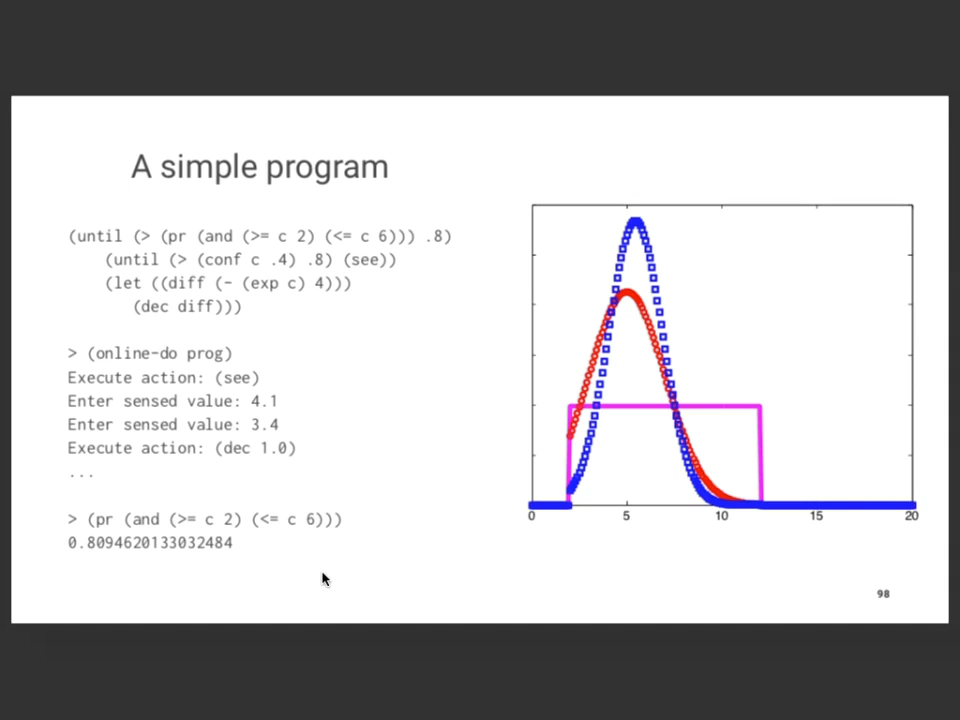 A simple program
(until (> (pr (and (>= c 2) (<= c 6))) .8)
(until (> (conf c .4) .8) (see))
(let ((diff (- (exp c) 4)))
(dec diff)))
> (online-do prog)
Execute action: (see)
Enter sensed value: 4.1
Enter sensed value: 3.4
Execute action: (dec 1.0)
...
> (pr (and (>= c 2) (<= c 6)))
0.8094620133032484
0 5 10 15 20
98